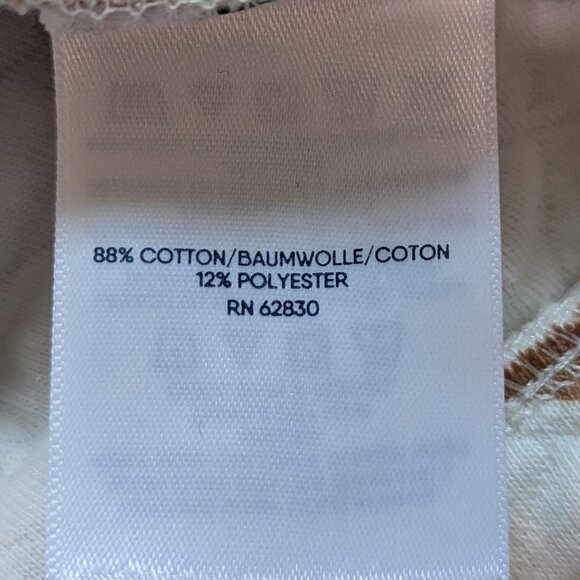 88% COTTON/BAUMWOLLE/COTON
12% POLYESTER
RN 62830